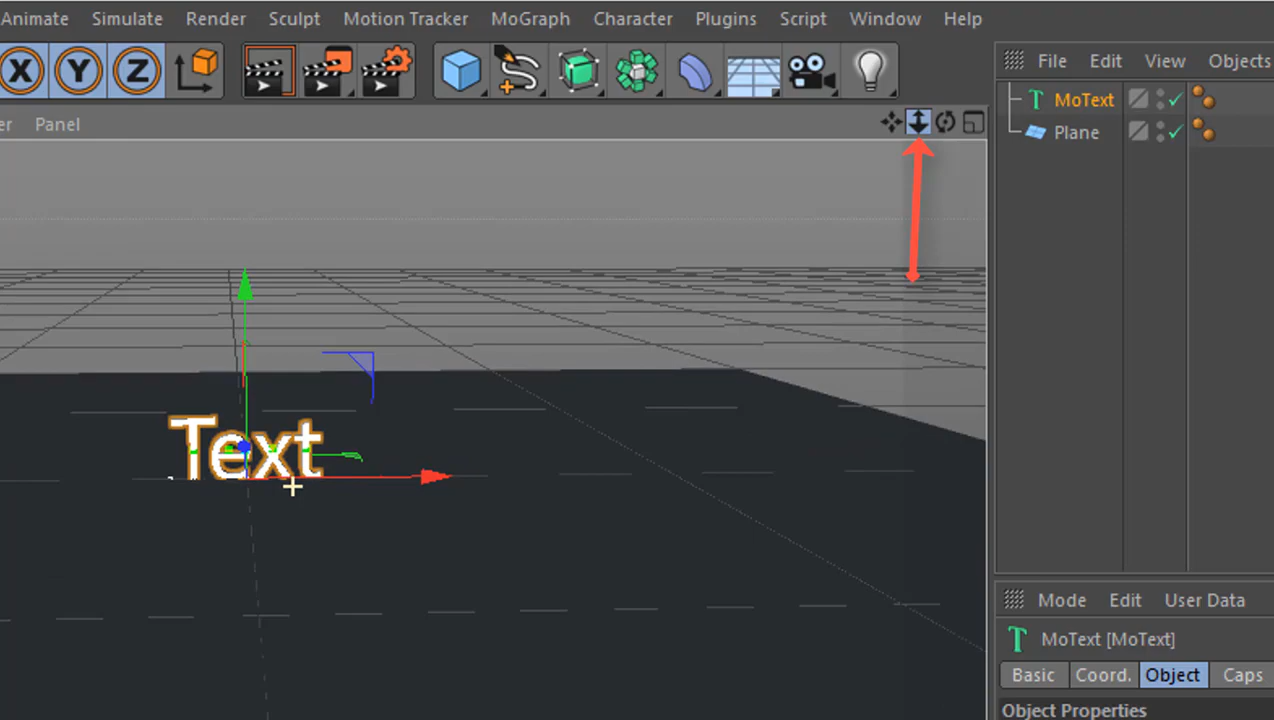 Animate Simulate Render Sculpt Motion Tracker MoGraph Character Plugins Script Window Help
X Y Z
File Edit View Objects
er Panel
MoText
Plane
Text
Mode Edit User Data
MoText [MoText]
Basic Coord. Object Caps
Object Properties